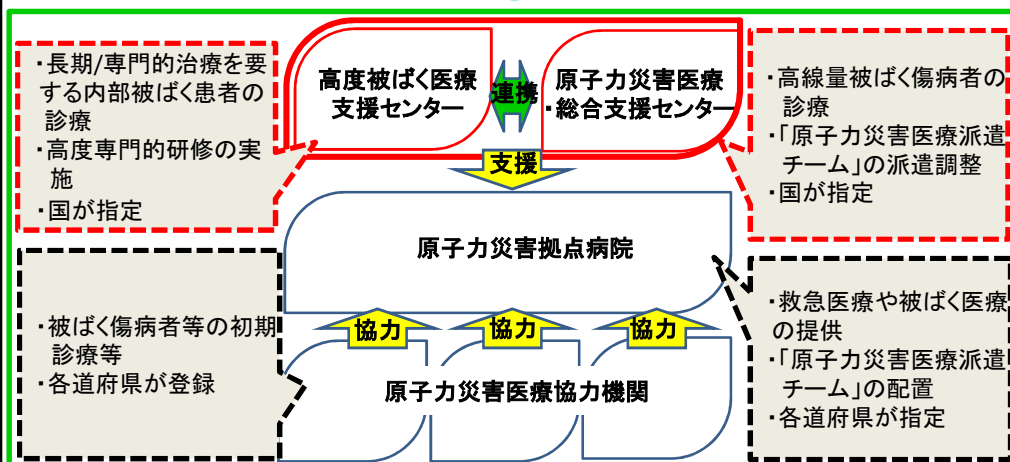 ・長期/専門的治療を要
する内部被ばく患者の
診療
・高度専門的研修の実
施
・国が指定
高度被ばく医療
支援センター
連携
原子力災害医療
・総合支援センター
・高線量被ばく傷病者の
診療
・「原子力災害医療派遣
チーム」の派遣調整
・国が指定
支援
原子力災害拠点病院
・被ばく傷病者等の初期
診療等
・各道府県が登録
協力
協力
協力
原子力災害医療協力機関
・救急医療や被ばく医療
の提供
・「原子力災害医療派遣
チーム」の配置
・各道府県が指定